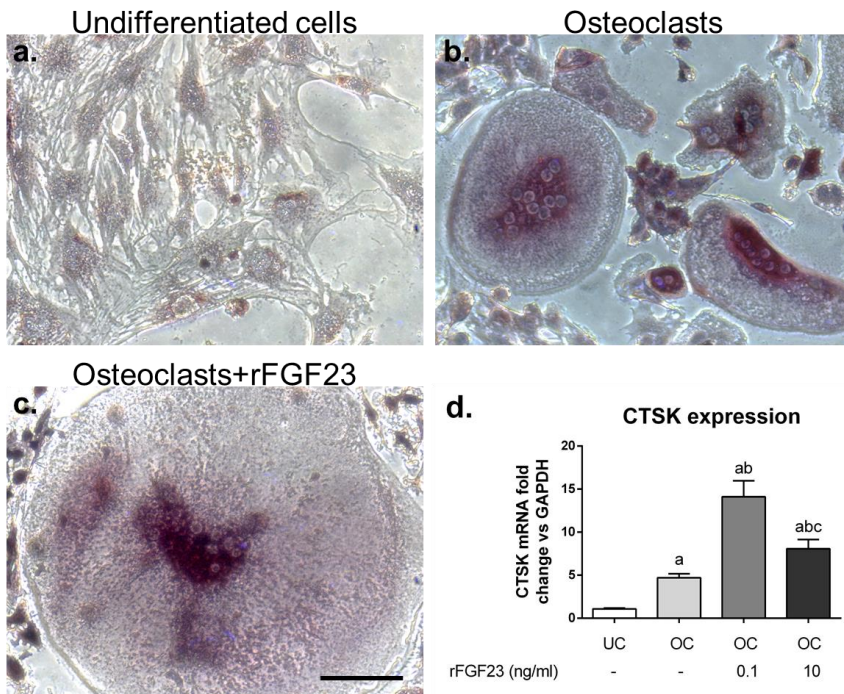 Undifferentiated cells
Osteoclasts
a.
b.
Osteoclasts+rFGF23
c.
d.
CTSK expression
CTSK mRNA fold
change vs GAPDH
20
15
10
5
0
a
ab
abc
UC OC OC OC
rFGF23 (ng/ml) - - 0.1 10